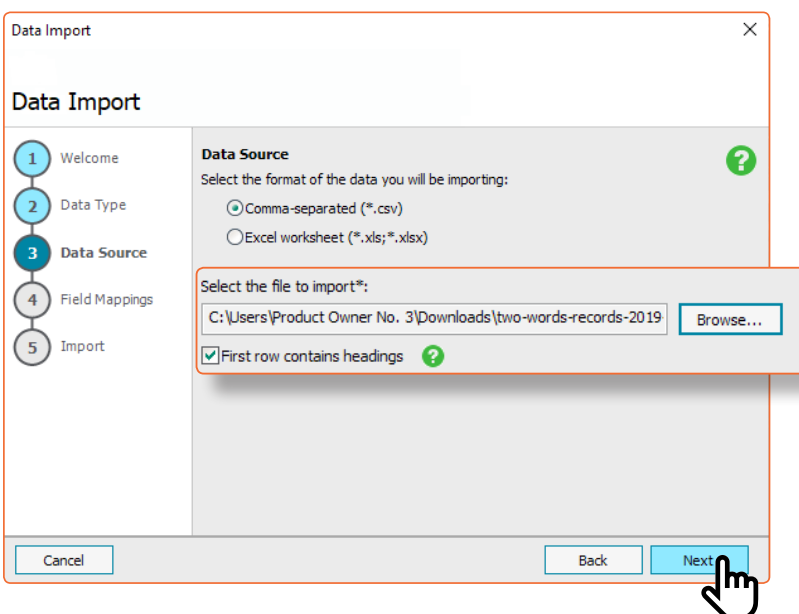 Data Import
Data Import
1 Welcome
2 Data Type
3 Data Source
4 Field Mappings
5 Import
Data Source
?
Select the format of the data you will be importing:
Comma-separated (*.csv)
Excel worksheet (*.xls;*.xlsx)
Select the file to import*:
C:\Users\Product Owner No. 3\Downloads\two-words-records-2019- Browse...
First row contains headings ?
Cancel Back Next